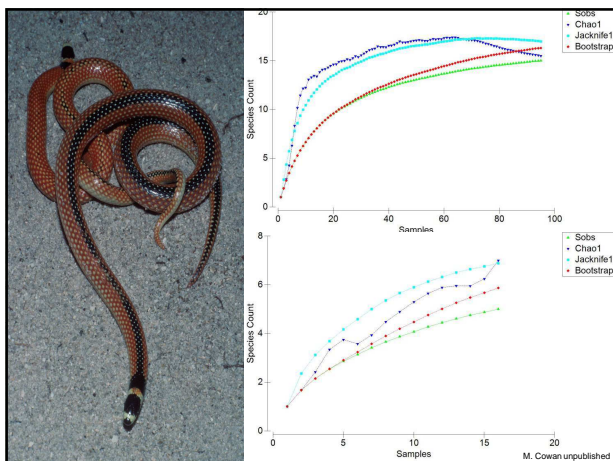 20
15
10
5
0
Species Count
0 20 40 60 80 100
Samples
Sobs
Chao1
Jacknife1
Bootstrap
8
6
4
2
0
Species Count
0 5 10 15 20
Samples
Sobs
Chao1
Jacknife1
Bootstrap
M. Cowan unpublished